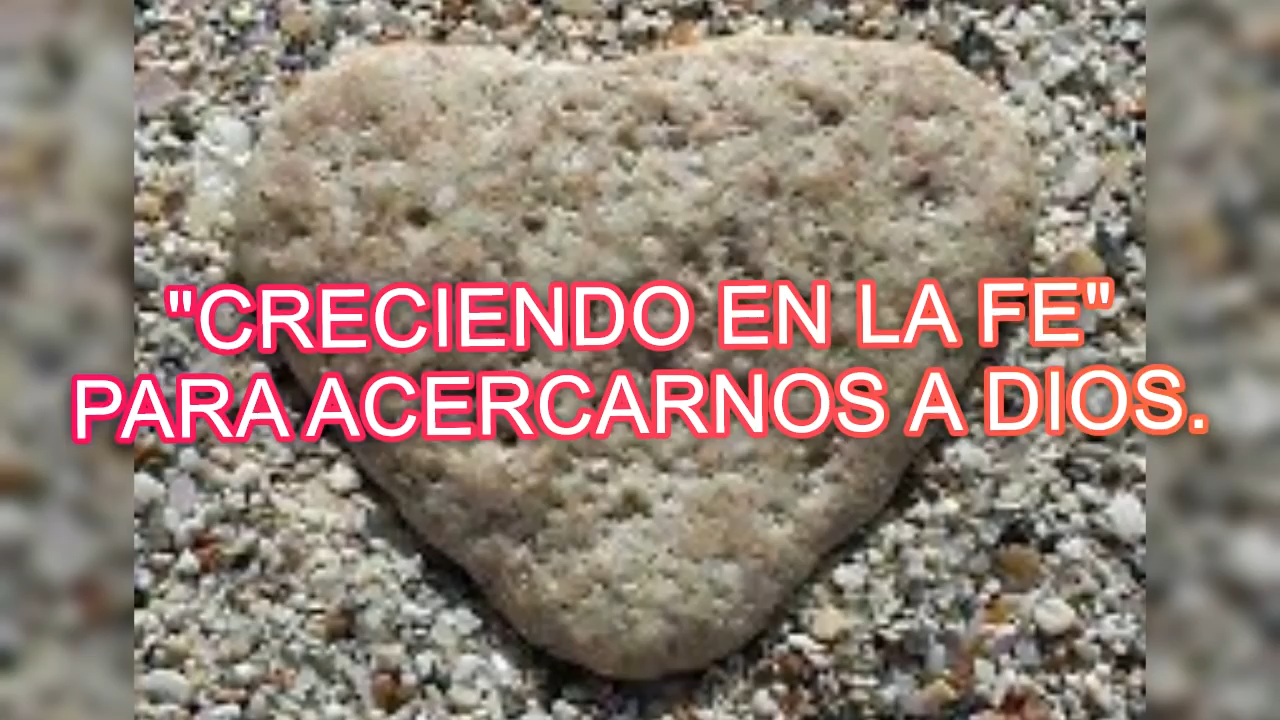 "CRECIENDO EN LA FE"
PARA ACERCARNOS A DIOS.